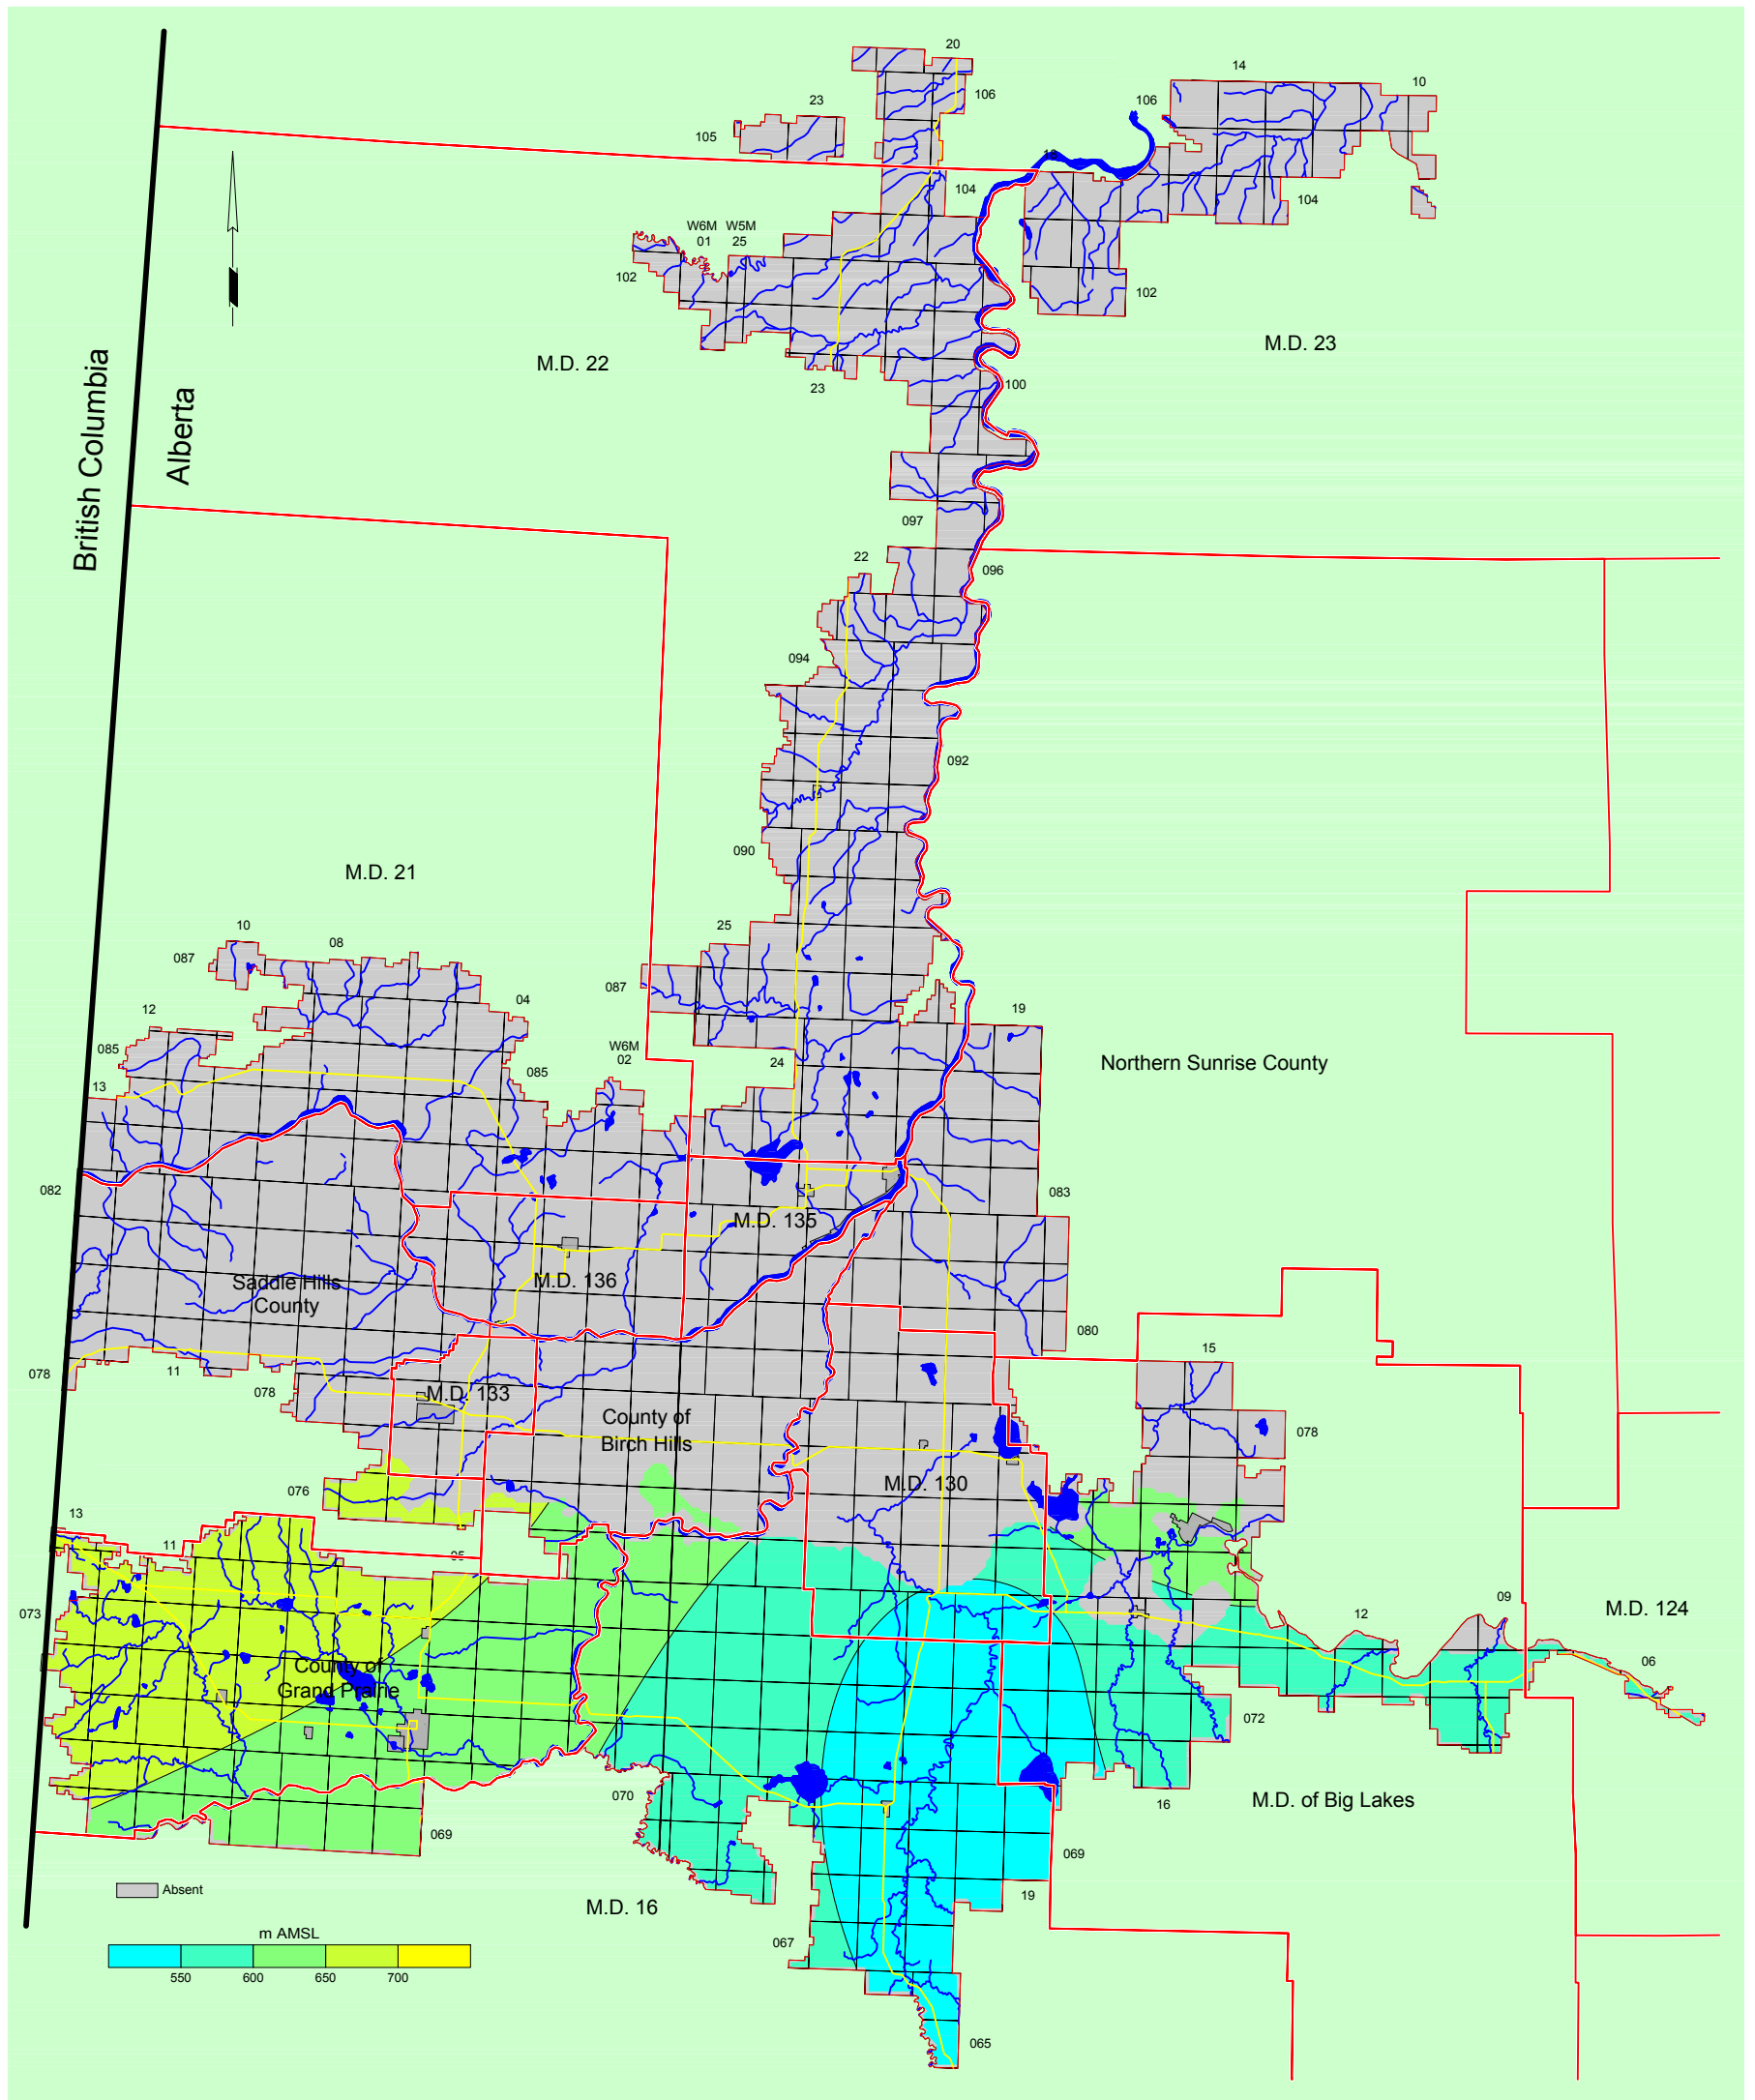 20
14
10
106
106
23
105
18
104
104
W6M W5M
01 25
102
102
M.D. 23
M.D. 22
British Columbia
Alberta
23
100
097
22
096
094
092
090
M.D. 21
10
08
25
087
087
04
12
19
085
W6M
02
24
085
Northern Sunrise County
13
082
083
M.D. 135
Saddle Hills
County
M.D. 136
080
15
078
11
078
M.D. 133
County of
Birch Hills
078
M.D. 130
076
13
11
05
073
09
12
M.D. 124
06
County of
Grand Prairie
072
070
16
M.D. of Big Lakes
069
069
Absent
19
M.D. 16
m AMSL
067
550 600 650 700
065